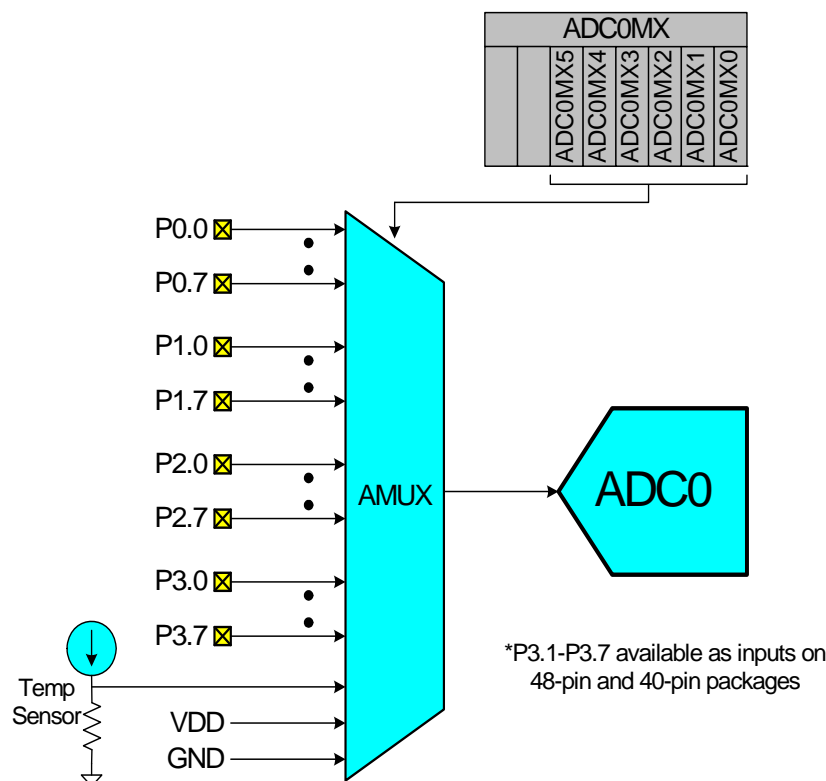 ADC0MX
ADC0MX5
ADC0MX4
ADC0MX3
ADC0MX2
ADC0MX1
ADC0MX0
P0.0
P0.7
P1.0
P1.7
P2.0
P2.7
P3.0
P3.7
AMUX
ADC0
Temp
Sensor
VDD
GND
*P3.1-P3.7 available as inputs on
48-pin and 40-pin packages